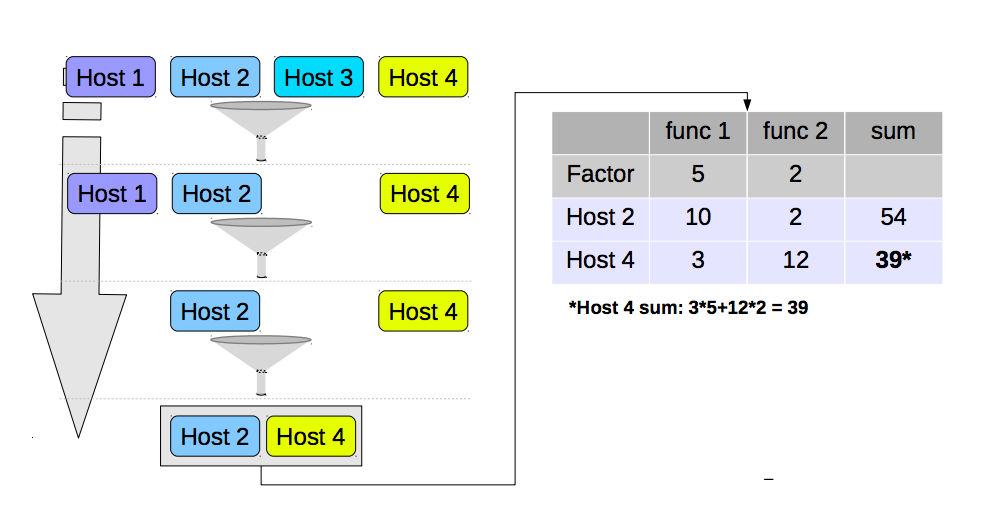 Host 1 Host 2 Host 3 Host 4
Host 1 Host 2 Host 4
Host 2 Host 4
Host 2 Host 4
func 1 func 2 sum
Factor 5 2
Host 2 10 2 54
Host 4 3 12 39*
*Host 4 sum: 3*5+12*2 = 39